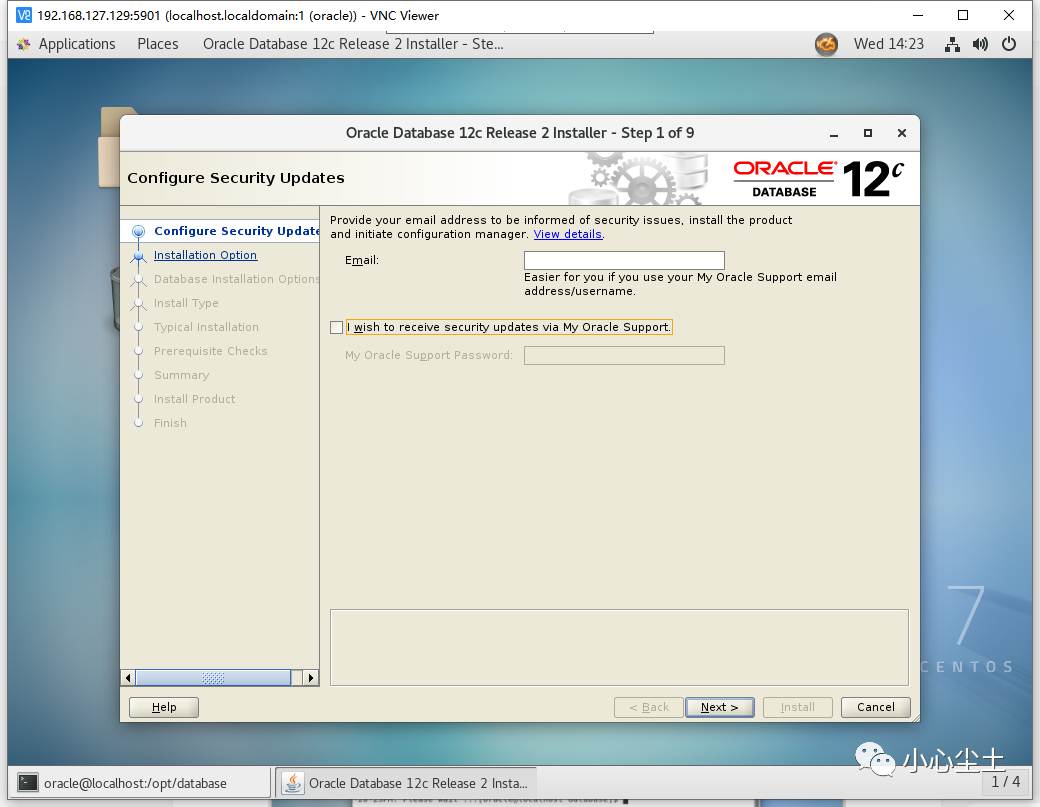 192.168.127.129:5901 (localhost.localdomain:1 (oracle)) - VNC Viewer
Applications Places Oracle Database 12c Release 2 Installer - Ste... Wed 14:23
Oracle Database 12c Release 2 Installer - Step 1 of 9
Configure Security Updates
ORACLE
DATABASE
12c
Configure Security Update
Installation Option
Database Installation Options
Install Type
Typical Installation
Prerequisite Checks
Summary
Install Product
Finish
Provide your email address to be informed of security issues, install the product
and initiate configuration manager. View details.
Email:
Easier for you if you use your My Oracle Support email
address/username.
I wish to receive security updates via My Oracle Support.
My Oracle Support Password:
Help
< Back
Next >
Install
Cancel
7
CENTOS
小心尘土
oracle@localhost:/opt/database
Oracle Database 12c Release 2 Insta...
1 / 4